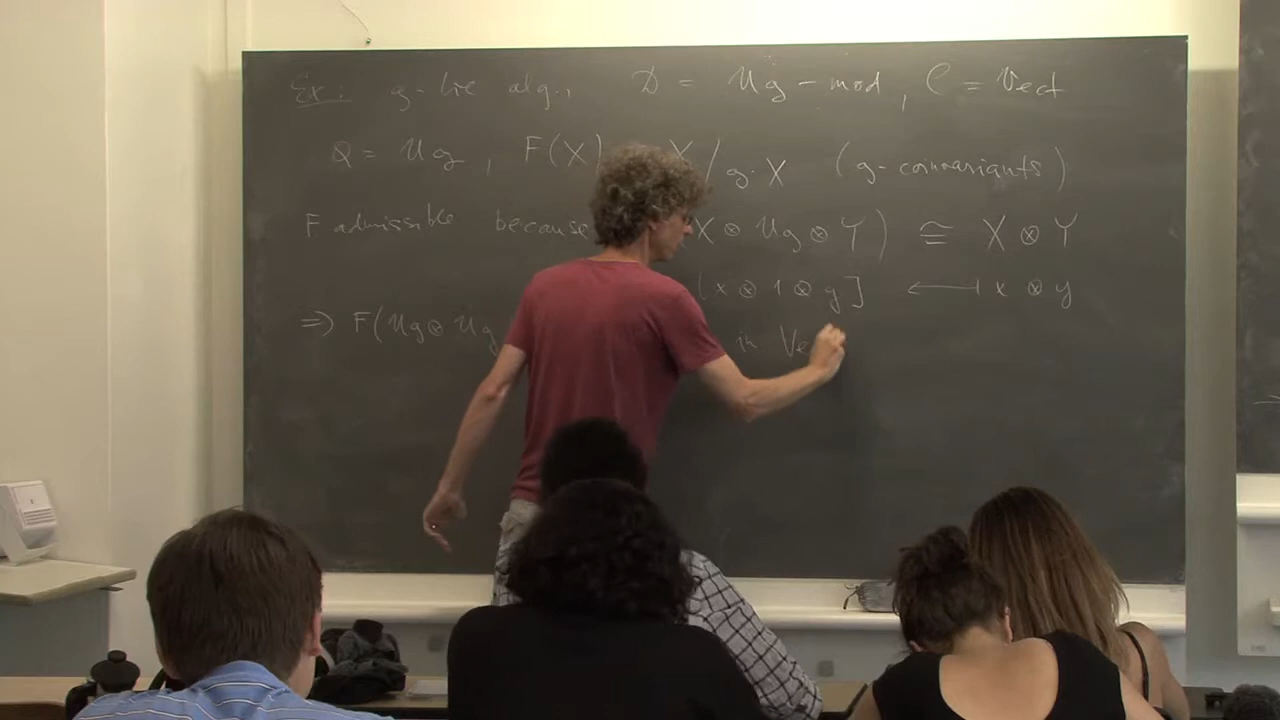 Ex: g-Lie alg., D = Ug-mod, C = Vect
Q = Ug, F(X) X/g·X (g-coinvariants)
F admissible because X ⊗ Ug ⊗ Y) ≅ X ⊗ Y
[x ⊗ 1 ⊗ y] ⟵| x ⊗ y
⇒ F(Ug ⊗ Ug in Ve